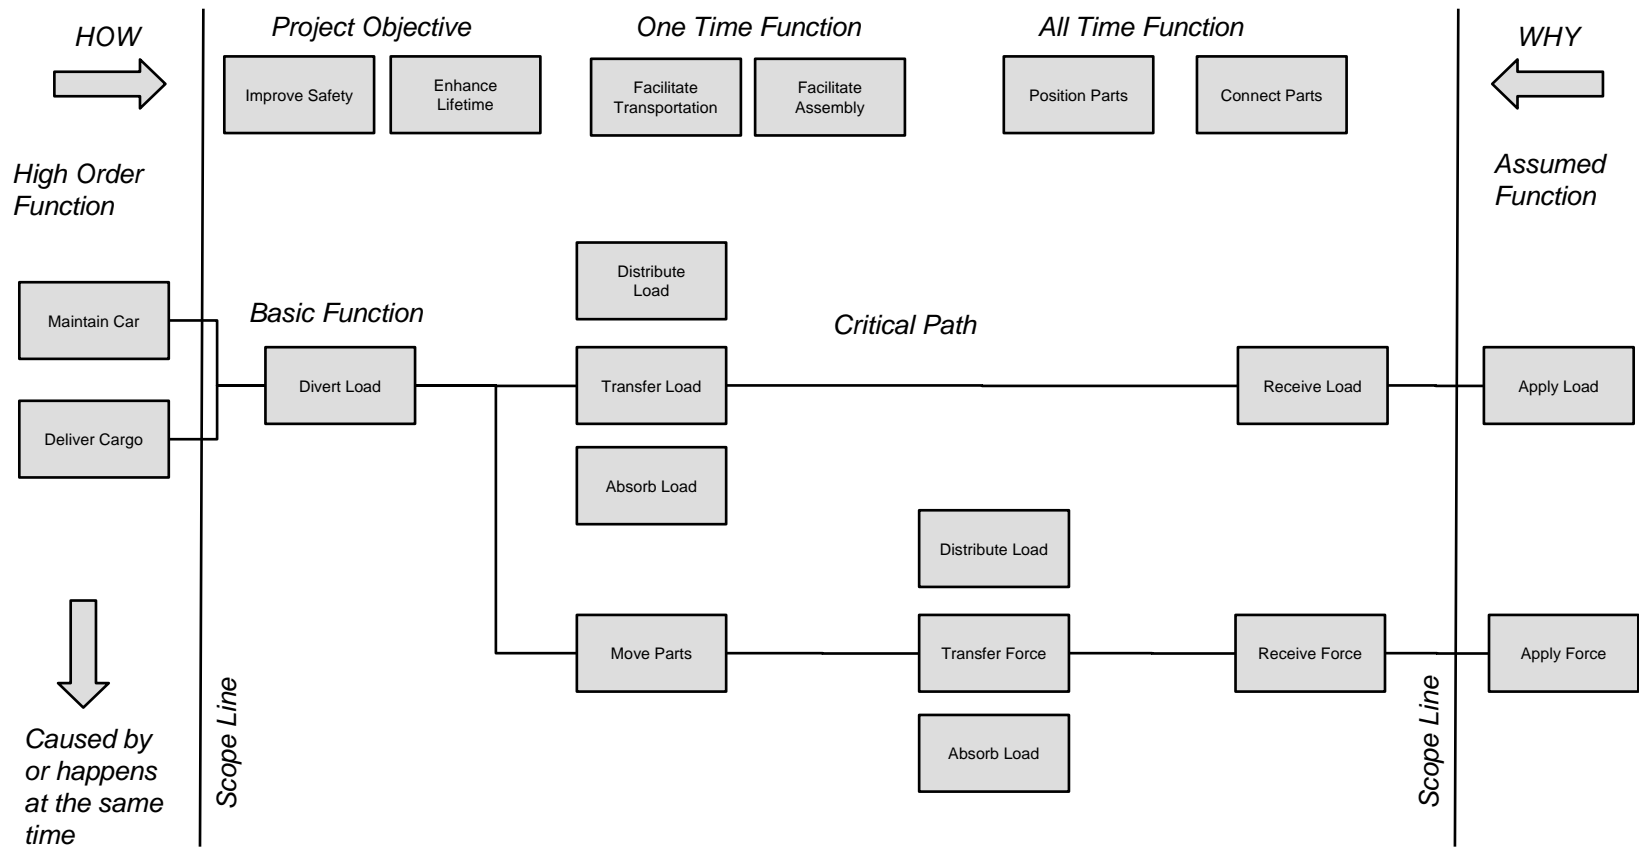 HOW
Project Objective
One Time Function
All Time Function
WHY
Improve Safety
Enhance
Lifetime
Facilitate
Transportation
Facilitate
Assembly
Position Parts
Connect Parts
High Order
Function
Assumed
Function
Distribute
Load
Maintain Car
Basic Function
Critical Path
Divert Load
Transfer Load
Receive Load
Apply Load
Deliver Cargo
Absorb Load
Distribute Load
Move Parts
Transfer Force
Receive Force
Apply Force
Scope Line
Scope Line
Absorb Load
Caused by
or happens
at the same
time